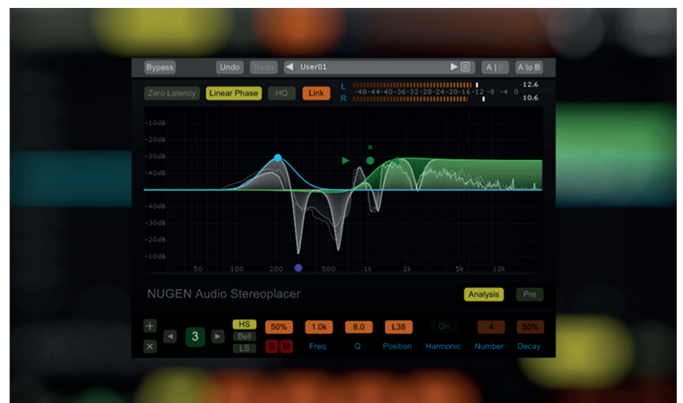 Bypass Undo Redo User01 A | B A to B
Zero Latency Linear Phase HQ Link L -48-44-40-36-32-28-24-20-16-12-8 -4 0 12.6
R 10.6
-10dB
-20dB
-30dB
-40dB
-40dB
-30dB
-20dB
-10dB
50 100 200 500 1k 2k 5k 10k
NUGEN Audio Stereoplacer Analysis Pre
+ 3 HS 50% 1.0k 8.0 L38 On 4 50%
Bell
x LS S M Freq Q Position Harmonic Number Decay